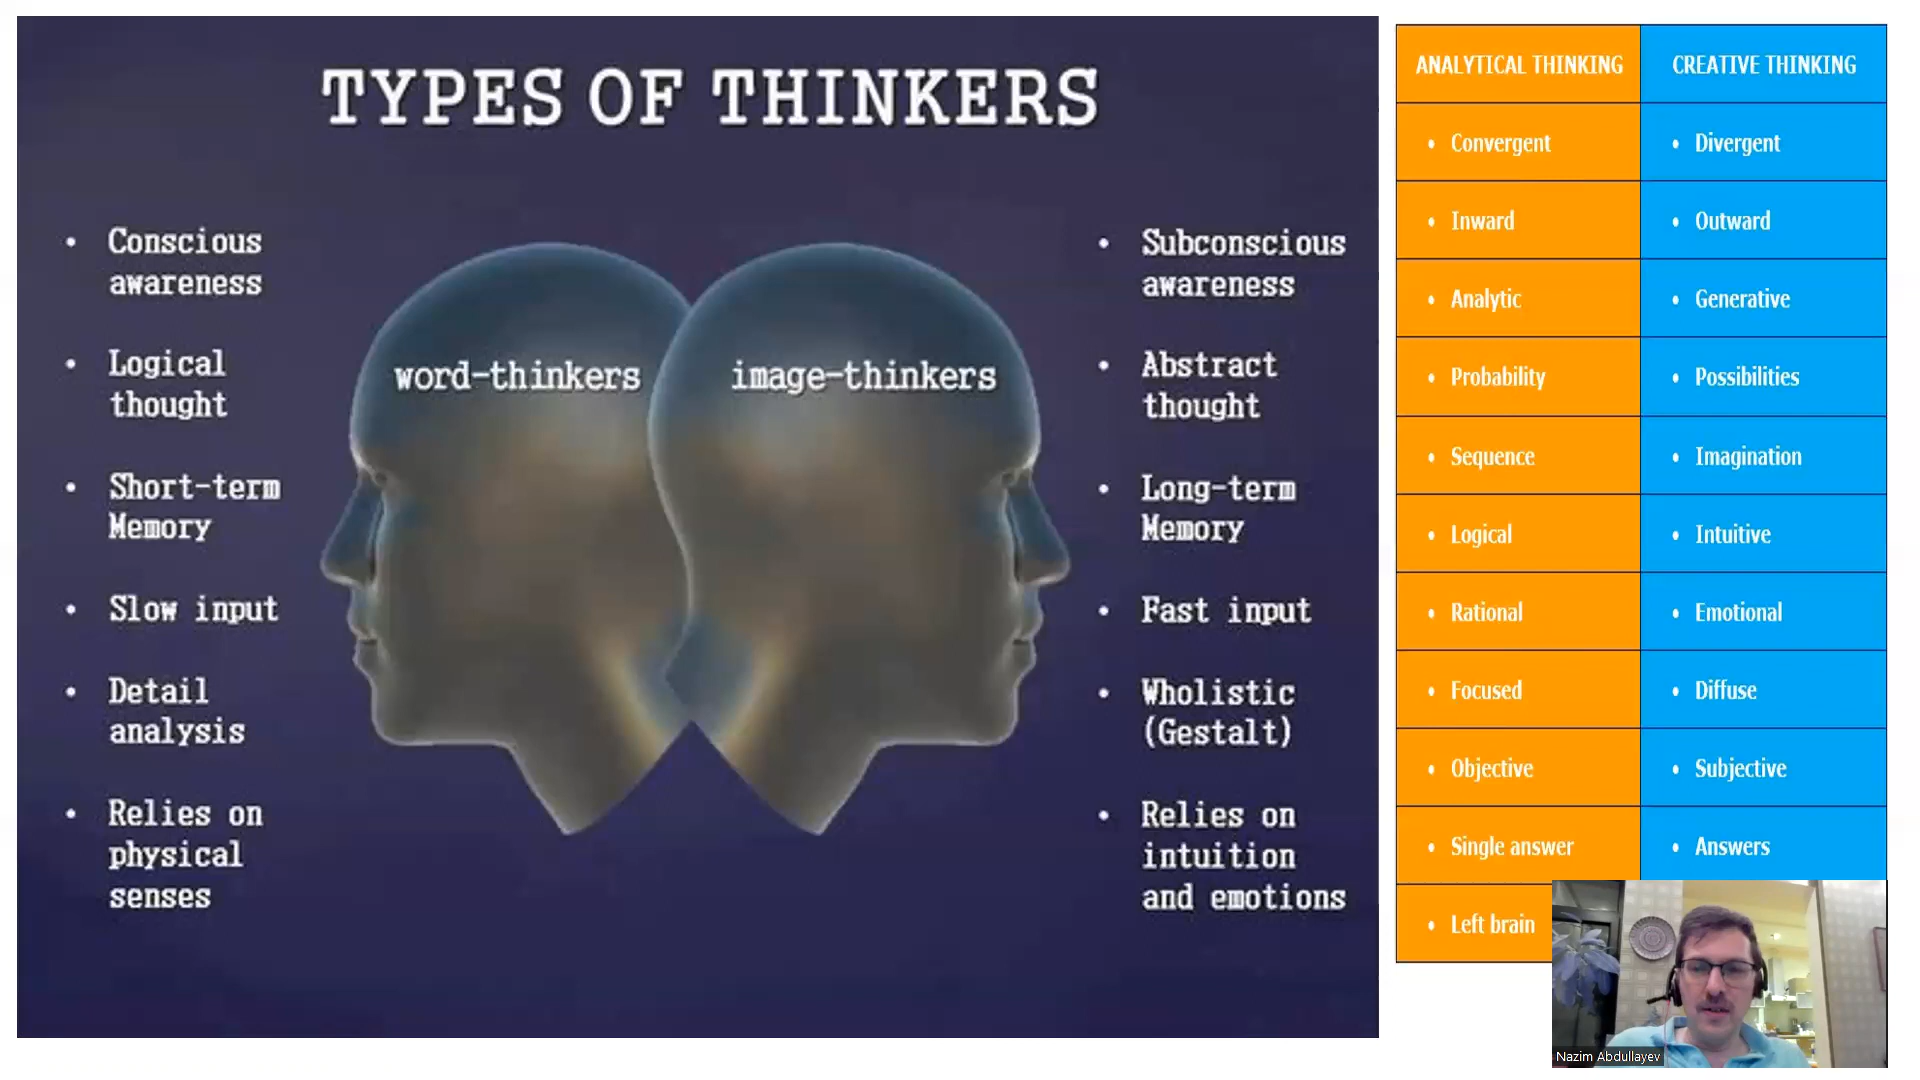 TYPES OF THINKERS
• Conscious
awareness
• Logical
thought
• Short-term
Memory
• Slow input
• Detail
analysis
• Relies on
physical
senses
word-thinkers
image-thinkers
• Subconscious
awareness
• Abstract
thought
• Long-term
Memory
• Fast input
• Wholistic
(Gestalt)
• Relies on
intuition
and emotions
ANALYTICAL THINKING CREATIVE THINKING
• Convergent • Divergent
• Inward • Outward
• Analytic • Generative
• Probability • Possibilities
• Sequence • Imagination
• Logical • Intuitive
• Rational • Emotional
• Focused • Diffuse
• Objective • Subjective
• Single answer • Answers
• Left brain
Nazim Abdullayev